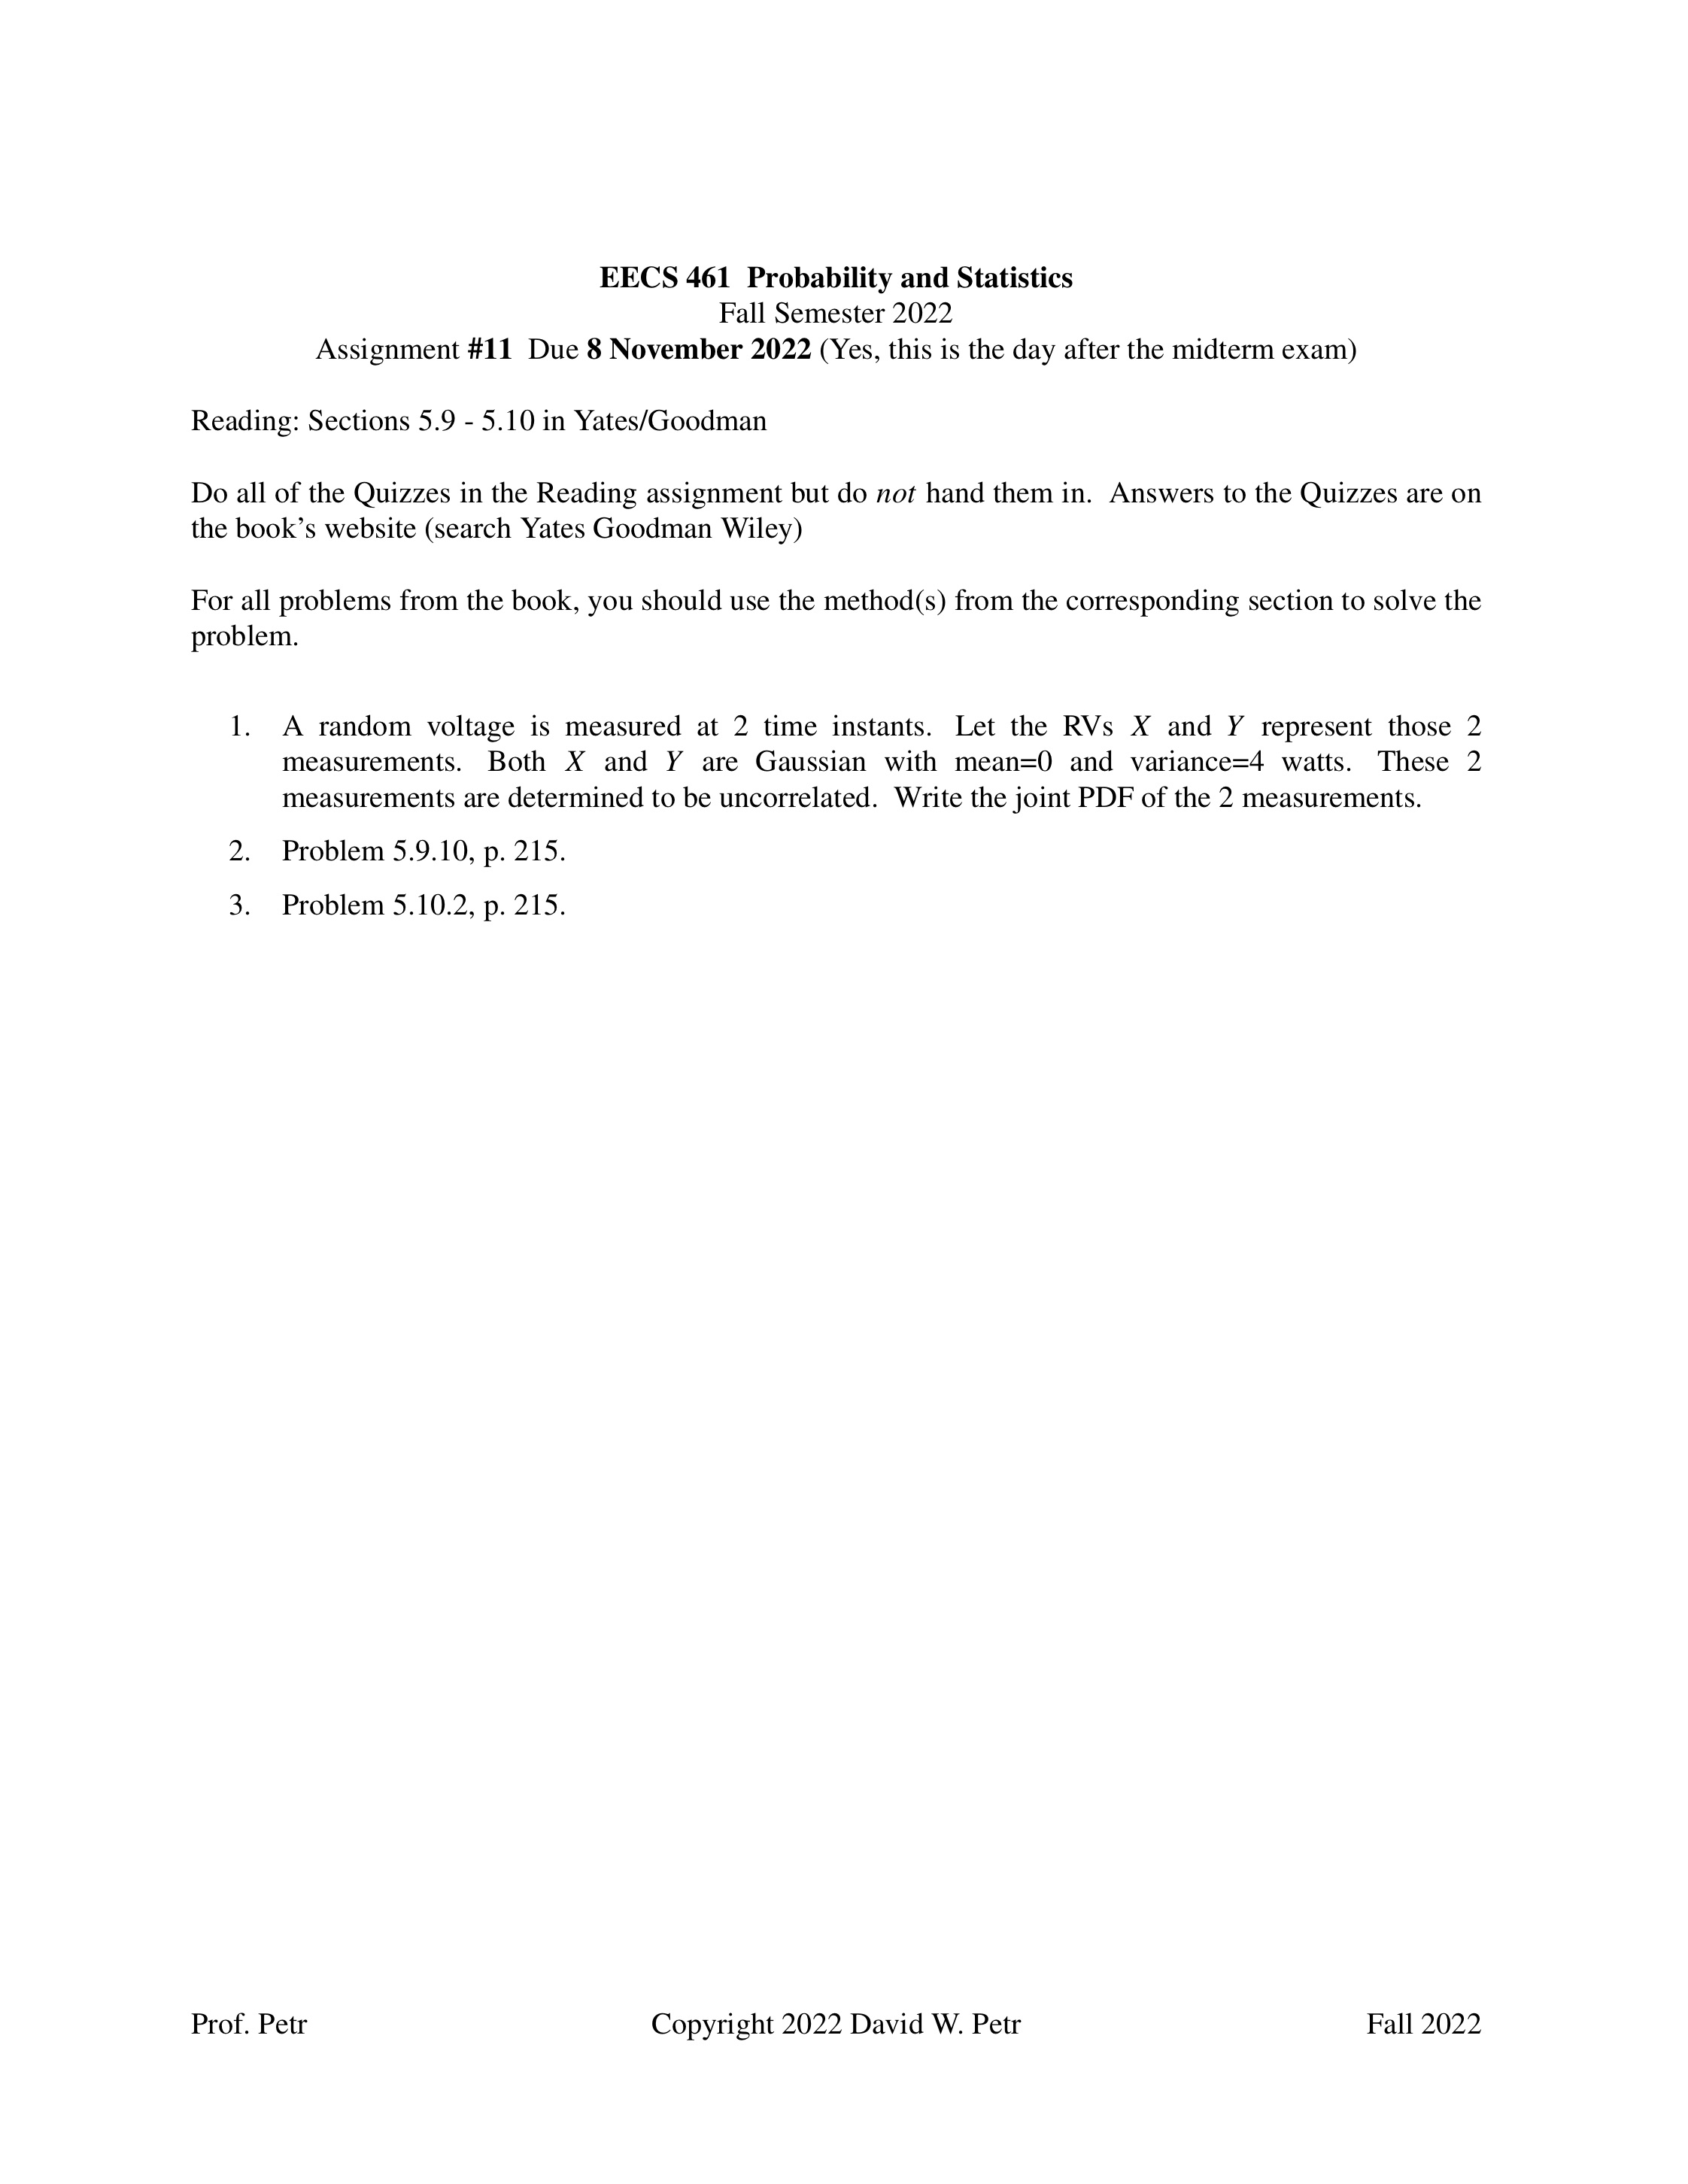 EECS 461  Probability and Statistics
Fall Semester 2022
Assignment #11  Due 8 November 2022 (Yes, this is the day after the midterm exam)
Reading: Sections 5.9 - 5.10 in Yates/Goodman
Do all of the Quizzes in the Reading assignment but do not hand them in.  Answers to the Quizzes are on
the book’s website (search Yates Goodman Wiley)
For all problems from the book, you should use the method(s) from the corresponding section to solve the
problem.
1. A random voltage is measured at 2 time instants. Let the RVs X and Y represent those 2
measurements. Both X and Y are Gaussian with mean=0 and variance=4 watts. These 2
measurements are determined to be uncorrelated.  Write the joint PDF of the 2 measurements.
2. Problem 5.9.10, p. 215.
3. Problem 5.10.2, p. 215.
Prof. Petr Copyright 2022 David W. Petr Fall 2022